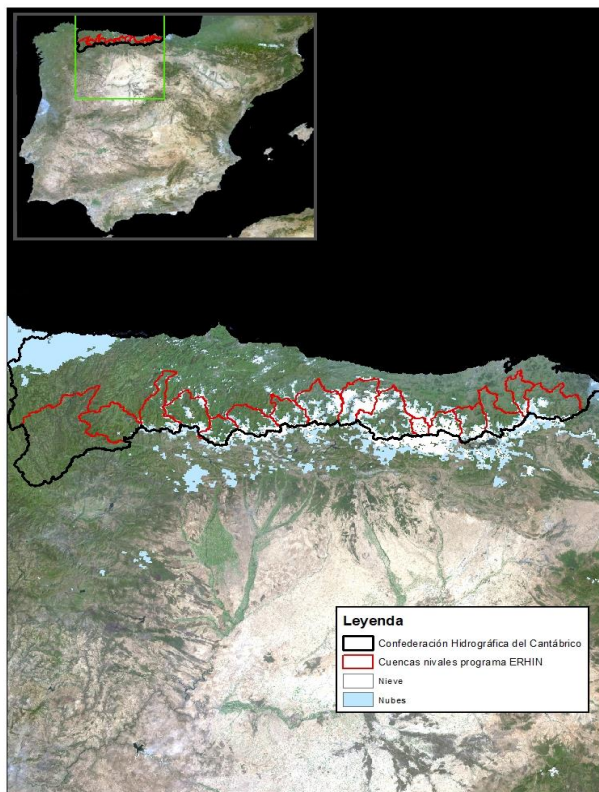 Leyenda
Confederación Hidrográfica del Cantábrico
Cuencas nivales programa ERHIN
Nieve
Nubes